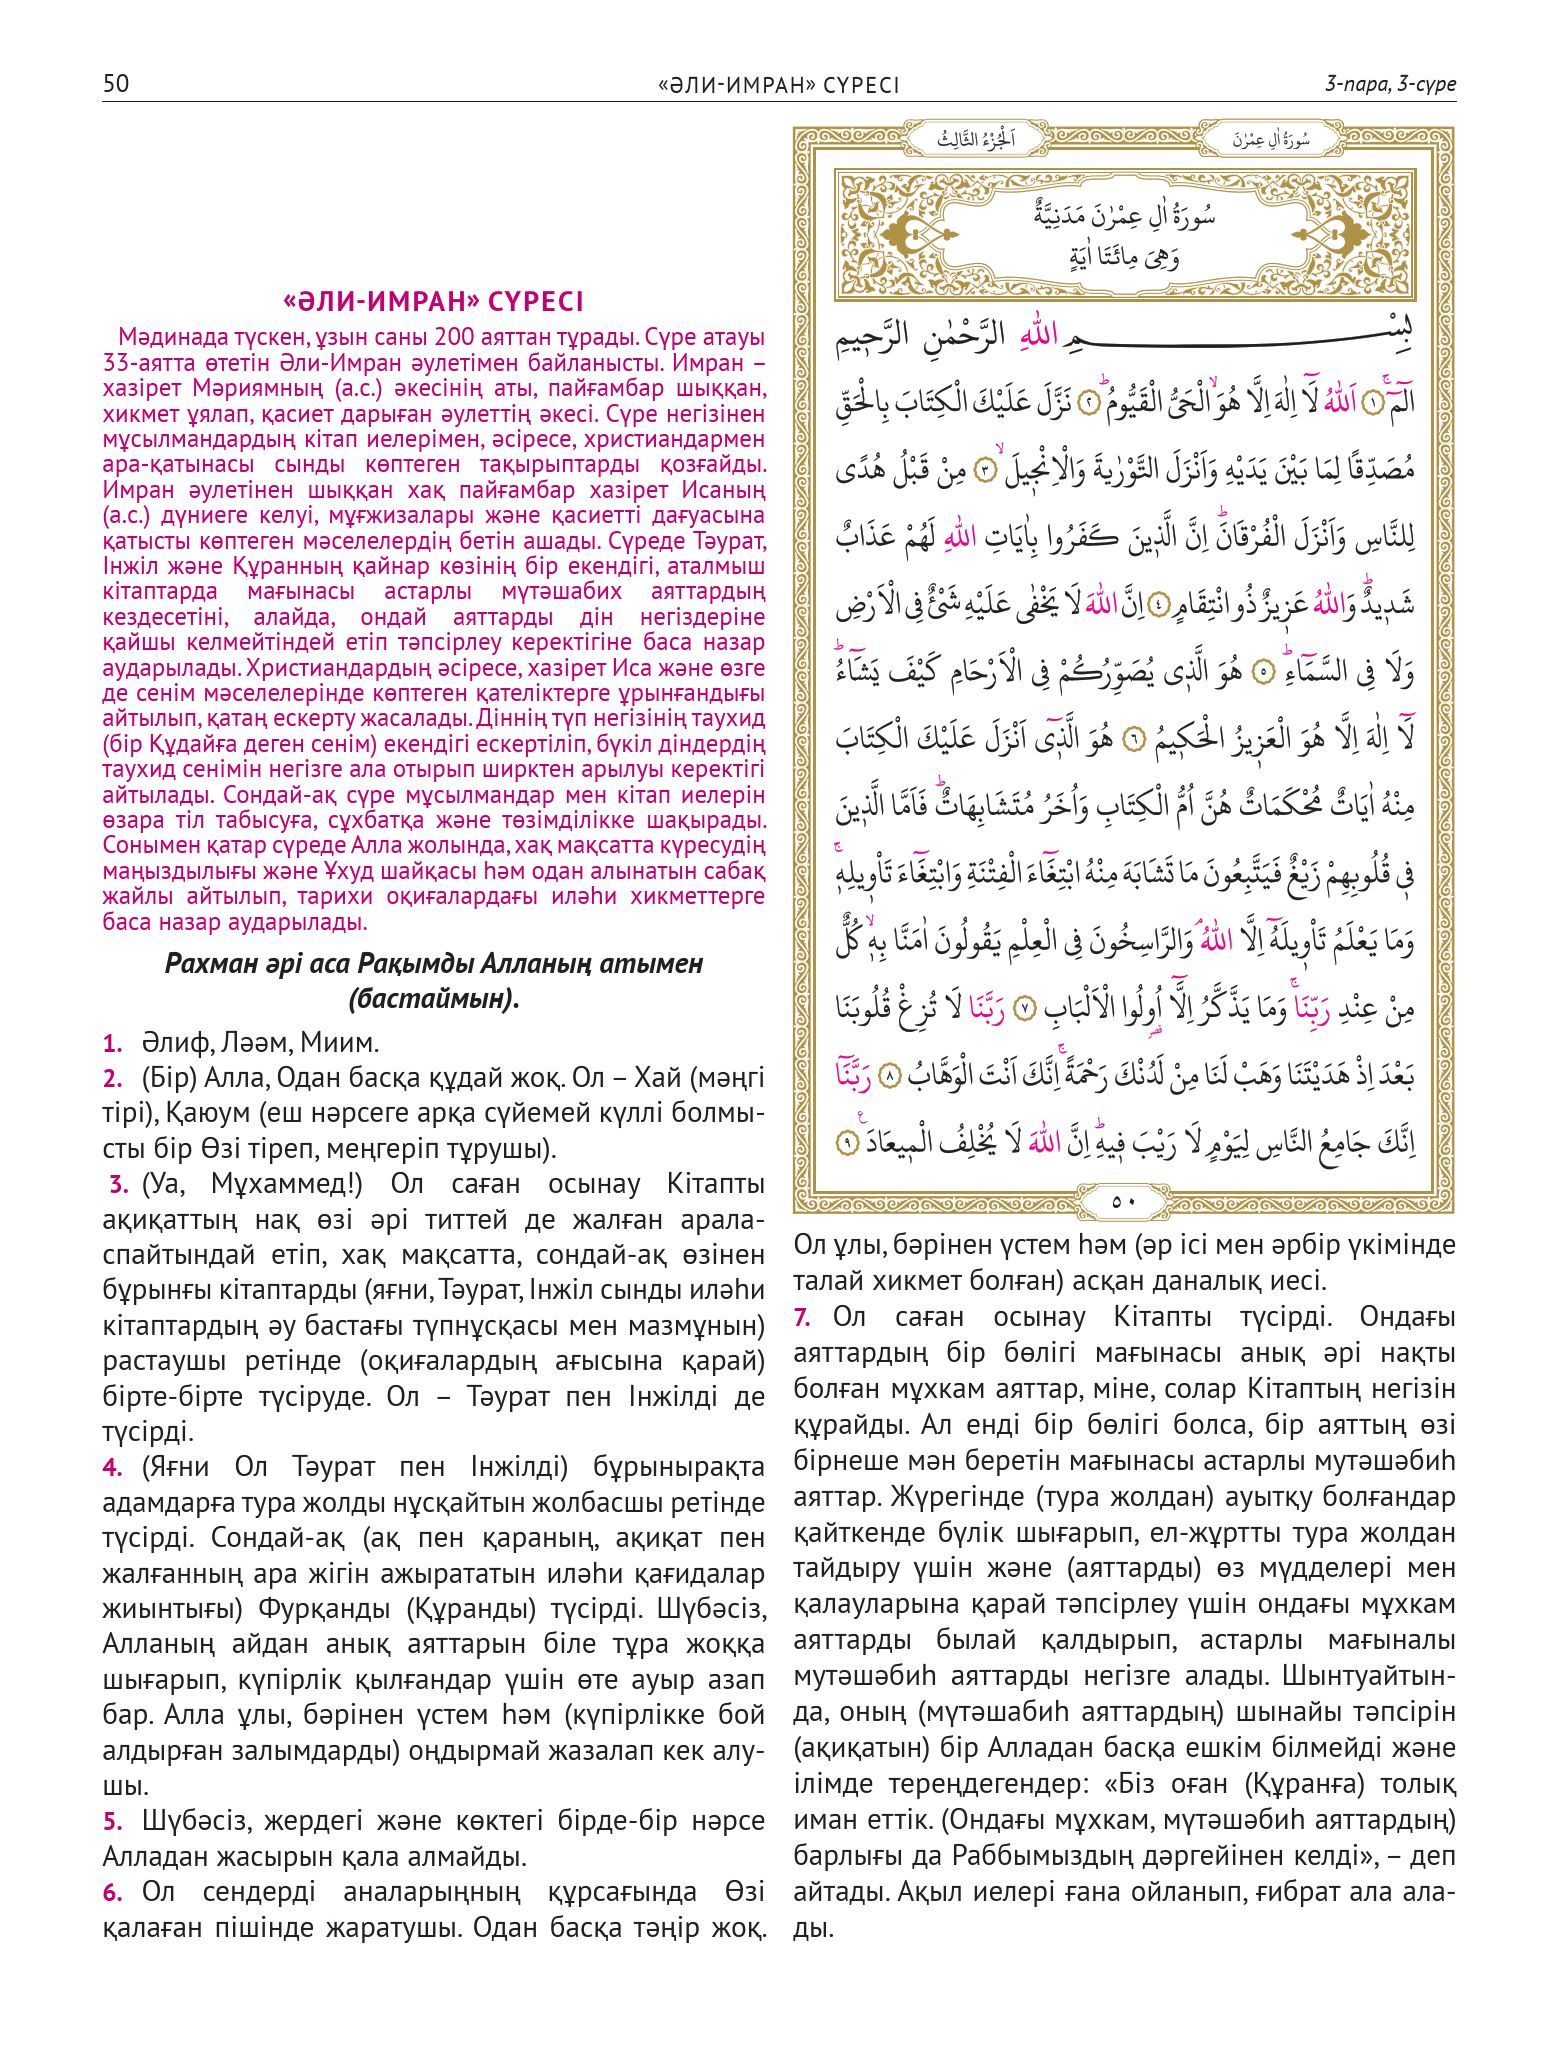 50
«ӘЛИ-ИМРАН» СҮРЕСІ
3-пара, 3-сүре
«ӘЛИ-ИМРАН» СҮРЕСІ
Мәдинада түскен, ұзын саны 200 аяттан тұрады. Сүре атауы
33-аятта өтетін Әли-Имран әулетімен байланысты. Имран –
хазірет Мәриямның (а.с.) әкесінің аты, пайғамбар шыққан,
хикмет ұялап, қасиет дарыған әулеттің әкесі. Сүре негізінен
мұсылмандардың кітап иелерімен, әсіресе, христиандармен
ара-қатынасы сынды көптеген тақырыптарды қозғайды.
Имран әулетінен шыққан хақ пайғамбар хазірет Исаның
(а.с.) дүниеге келуі, мұғжизалары және қасиетті дағуасына
қатысты көптеген мәселелердің бетін ашады. Сүреде Тәурат,
Інжіл және Құранның қайнар көзінің бір екендігі, аталмыш
кітаптарда мағынасы астарлы мүтәшабих аяттардың
кездесетіні, алайда, ондай аяттарды дін негіздеріне
қайшы келмейтіндей етіп тәпсірлеу керектігіне баса назар
аударылады. Христиандардың әсіресе, хазірет Иса және өзге
де сенім мәселелерінде көптеген қателіктерге ұрынғандығы
айтылып, қатаң ескерту жасалады. Діннің түп негізінің таухид
(бір Құдайға деген сенім) екендігі ескертіліп, бүкіл діндердің
таухид сенімін негізге ала отырып ширктен арылуы керектігі
айтылады. Сондай-ақ сүре мұсылмандар мен кітап иелерін
өзара тіл табысуға, сұхбатқа және төзімділікке шақырады.
Сонымен қатар сүреде Алла жолында, хақ мақсатта күресудің
маңыздылығы және Ұхуд шайқасы һәм одан алынатын сабақ
жайлы айтылып, тарихи оқиғалардағы иләһи хикметтерге
баса назар аударылады.
Рахман әрі аса Рақымды Алланың атымен
(бастаймын).
1. Әлиф, Ләәм, Миим.
2. (Бір) Алла, Одан басқа құдай жоқ. Ол – Хай (мәңгі
тірі), Қаюум (еш нәрсеге арқа сүйемей күллі болмы-
сты бір Өзі тіреп, меңгеріп тұрушы).
3. (Уа, Мұхаммед!) Ол саған осынау Кітапты
ақиқаттың нақ өзі әрі титтей де жалған арала-
спайтындай етіп, хақ мақсатта, сондай-ақ өзінен
бұрынғы кітаптарды (яғни, Тәурат, Інжіл сынды иләһи
кітаптардың әу бастағы түпнұсқасы мен мазмұнын)
растаушы ретінде (оқиғалардың ағысына қарай)
бірте-бірте түсіруде. Ол – Тәурат пен Інжілді де
түсірді.
4. (Яғни Ол Тәурат пен Інжілді) бұрынырақта
адамдарға тура жолды нұсқайтын жолбасшы ретінде
түсірді. Сондай-ақ (ақ пен қараның, ақиқат пен
жалғанның ара жігін ажырататын иләһи қағидалар
жиынтығы) Фурқанды (Құранды) түсірді. Шүбәсіз,
Алланың айдан анық аяттарын біле тұра жоққа
шығарып, күпірлік қылғандар үшін өте ауыр азап
бар. Алла ұлы, бәрінен үстем һәм (күпірлікке бой
алдырған залымдарды) оңдырмай жазалап кек алу-
шы.
5. Шүбәсіз, жердегі және көктегі бірде-бір нәрсе
Алладан жасырын қала алмайды.
6. Ол сендерді аналарыңның құрсағында Өзі
қалаған пішінде жаратушы. Одан басқа тәңір жоқ.
اَلْجُزْءُ الثَّالِثُ
سُورَةُ اٰلِ عِمْرٰنَ
سُورَةُ اٰلِ عِمْرٰنَ مَدَنِيَّةٌ
وَهِيَ مِائَتَا اٰيَةٍ
بِسْمِ اللّٰهِ الرَّحْمٰنِ الرَّح۪يمِ
الٓمٓۚ ﴿١﴾ اَللّٰهُ لَٓا اِلٰهَ اِلَّا هُوَۙ الْحَيُّ الْقَيُّومُۜ ﴿٢﴾ نَزَّلَ عَلَيْكَ الْكِتَابَ بِالْحَقِّ
مُصَدِّقًا لِمَا بَيْنَ يَدَيْهِ وَاَنْزَلَ التَّوْرٰيةَ وَالْاِنْج۪يلَۙ ﴿٣﴾ مِنْ قَبْلُ هُدًى
لِلنَّاسِ وَاَنْزَلَ الْفُرْقَانَۜ اِنَّ الَّذ۪ينَ كَفَرُوا بِاٰيَاتِ اللّٰهِ لَهُمْ عَذَابٌ
شَد۪يدٌۜ وَاللّٰهُ عَز۪يزٌ ذُو انْتِقَامٍ ﴿٤﴾ اِنَّ اللّٰهَ لَا يَخْفٰى عَلَيْهِ شَيْءٌ فِي الْاَرْضِ
وَلَا فِي السَّمَٓاءِۜ ﴿٥﴾ هُوَ الَّذ۪ي يُصَوِّرُكُمْ فِي الْاَرْحَامِ كَيْفَ يَشَٓاءُۜ
لَٓا اِلٰهَ اِلَّا هُوَ الْعَز۪يزُ الْحَك۪يمُ ﴿٦﴾ هُوَ الَّذ۪ٓي اَنْزَلَ عَلَيْكَ الْكِتَابَ
مِنْهُ اٰيَاتٌ مُحْكَمَاتٌ هُنَّ اُمُّ الْكِتَابِ وَاُخَرُ مُتَشَابِهَاتٌۜ فَاَمَّا الَّذ۪ينَ
ف۪ي قُلُوبِهِمْ زَيْغٌ فَيَتَّبِعُونَ مَا تَشَابَهَ مِنْهُ ابْتِغَٓاءَ الْفِتْنَةِ وَابْتِغَٓاءَ تَأْو۪يلِه۪ۚ
وَمَا يَعْلَمُ تَأْو۪يلَهُٓ اِلَّا اللّٰهُۢ وَالرَّاسِخُونَ فِي الْعِلْمِ يَقُولُونَ اٰمَنَّا بِه۪ۙ كُلٌّ
مِنْ عِنْدِ رَبِّنَاۚ وَمَا يَذَّكَّرُ اِلَّٓا اُو۬لُوا الْاَلْبَابِ ﴿٧﴾ رَبَّنَا لَا تُزِغْ قُلُوبَنَا
بَعْدَ اِذْ هَدَيْتَنَا وَهَبْ لَنَا مِنْ لَدُنْكَ رَحْمَةًۚ اِنَّكَ اَنْتَ الْوَهَّابُ ﴿٨﴾ رَبَّنَٓا
اِنَّكَ جَامِعُ النَّاسِ لِيَوْمٍ لَا رَيْبَ ف۪يهِۜ اِنَّ اللّٰهَ لَا يُخْلِفُ الْم۪يعَادَ۟ ﴿٩﴾
٥٠
Ол ұлы, бәрінен үстем һәм (әр ісі мен әрбір үкімінде
талай хикмет болған) асқан даналық иесі.
7. Ол саған осынау Кітапты түсірді. Ондағы
аяттардың бір бөлігі мағынасы анық әрі нақты
болған мұхкам аяттар, міне, солар Кітаптың негізін
құрайды. Ал енді бір бөлігі болса, бір аяттың өзі
бірнеше мән беретін мағынасы астарлы мутәшәбиһ
аяттар. Жүрегінде (тура жолдан) ауытқу болғандар
қайткенде бүлік шығарып, ел-жұртты тура жолдан
тайдыру үшін және (аяттарды) өз мүдделері мен
қалауларына қарай тәпсірлеу үшін ондағы мұхкам
аяттарды былай қалдырып, астарлы мағыналы
мутәшәбиһ аяттарды негізге алады. Шынтуайтын-
да, оның (мүтәшабиһ аяттардың) шынайы тәпсірін
(ақиқатын) бір Алладан басқа ешкім білмейді және
ілімде тереңдегендер: «Біз оған (Құранға) толық
иман еттік. (Ондағы мұхкам, мүтәшәбиһ аяттардың)
барлығы да Раббымыздың дәргейінен келді», – деп
айтады. Ақыл иелері ғана ойланып, ғибрат ала ала-
ды.